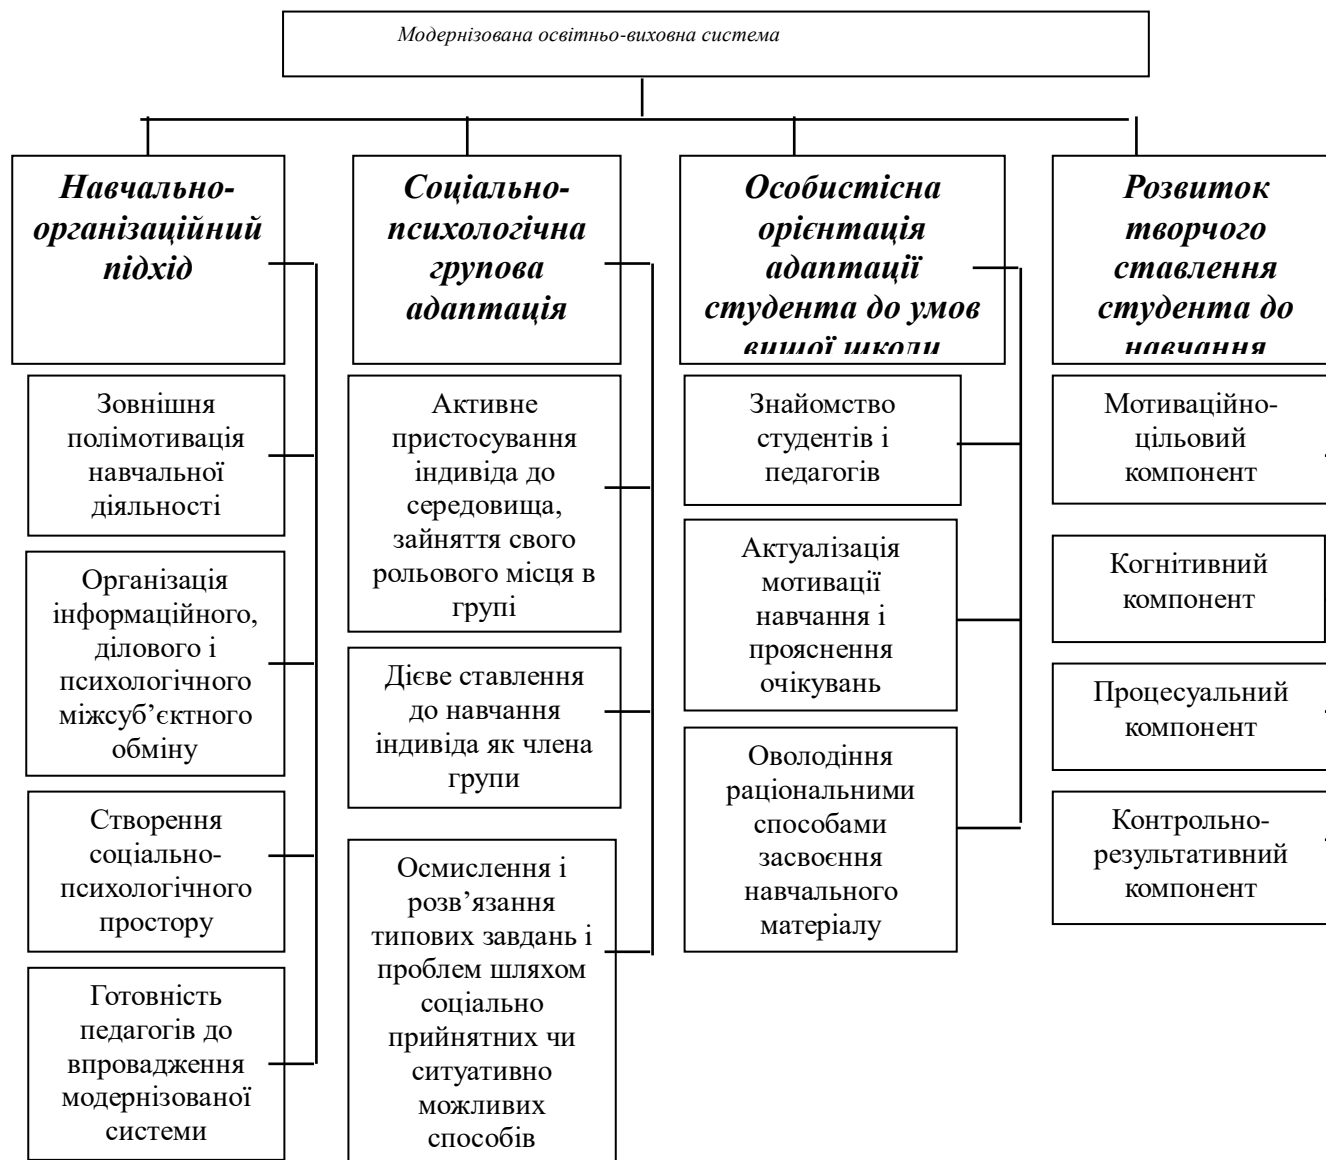 Модернізована освітньо-виховна система
Навчально-
організаційний
підхід
Зовнішня
полімотивація
навчальної
діяльності
Організація
інформаційного,
ділового і
психологічного
міжсуб’єктного
обміну
Створення
соціально-
психологічного
простору
Готовність
педагогів до
впровадження
модернізованої
системи
Соціально-
психологічна
групова
адаптація
Активне
пристосування
індивіда до
середовища,
зайняття свого
рольового місця в
групі
Дієве ставлення
до навчання
індивіда як члена
групи
Осмислення і
розв’язання
типових завдань і
проблем шляхом
соціально
прийнятних чи
ситуативно
можливих
способів
Особистісна
орієнтація
адаптації
студента до умов
вищої школи
Знайомство
студентів і
педагогів
Актуалізація
мотивації
навчання і
прояснення
очікувань
Оволодіння
раціональними
способами
засвоєння
навчального
матеріалу
Розвиток
творчого
ставлення
студента до
навчання
Мотиваційно-
цільовий
компонент
Когнітивний
компонент
Процесуальний
компонент
Контрольно-
результативний
компонент